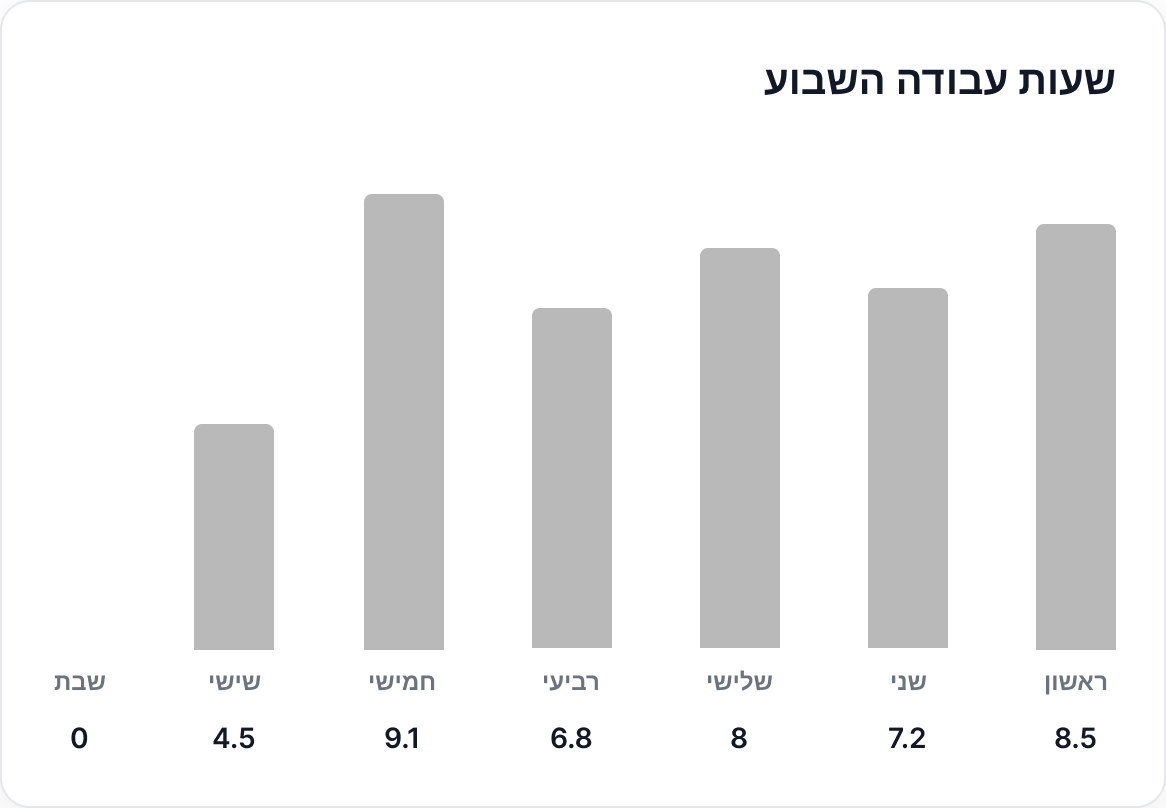 שעות עבודה השבוע
ראשון שני שלישי רביעי חמישי שישי שבת
8.5 7.2 8 6.8 9.1 4.5 0